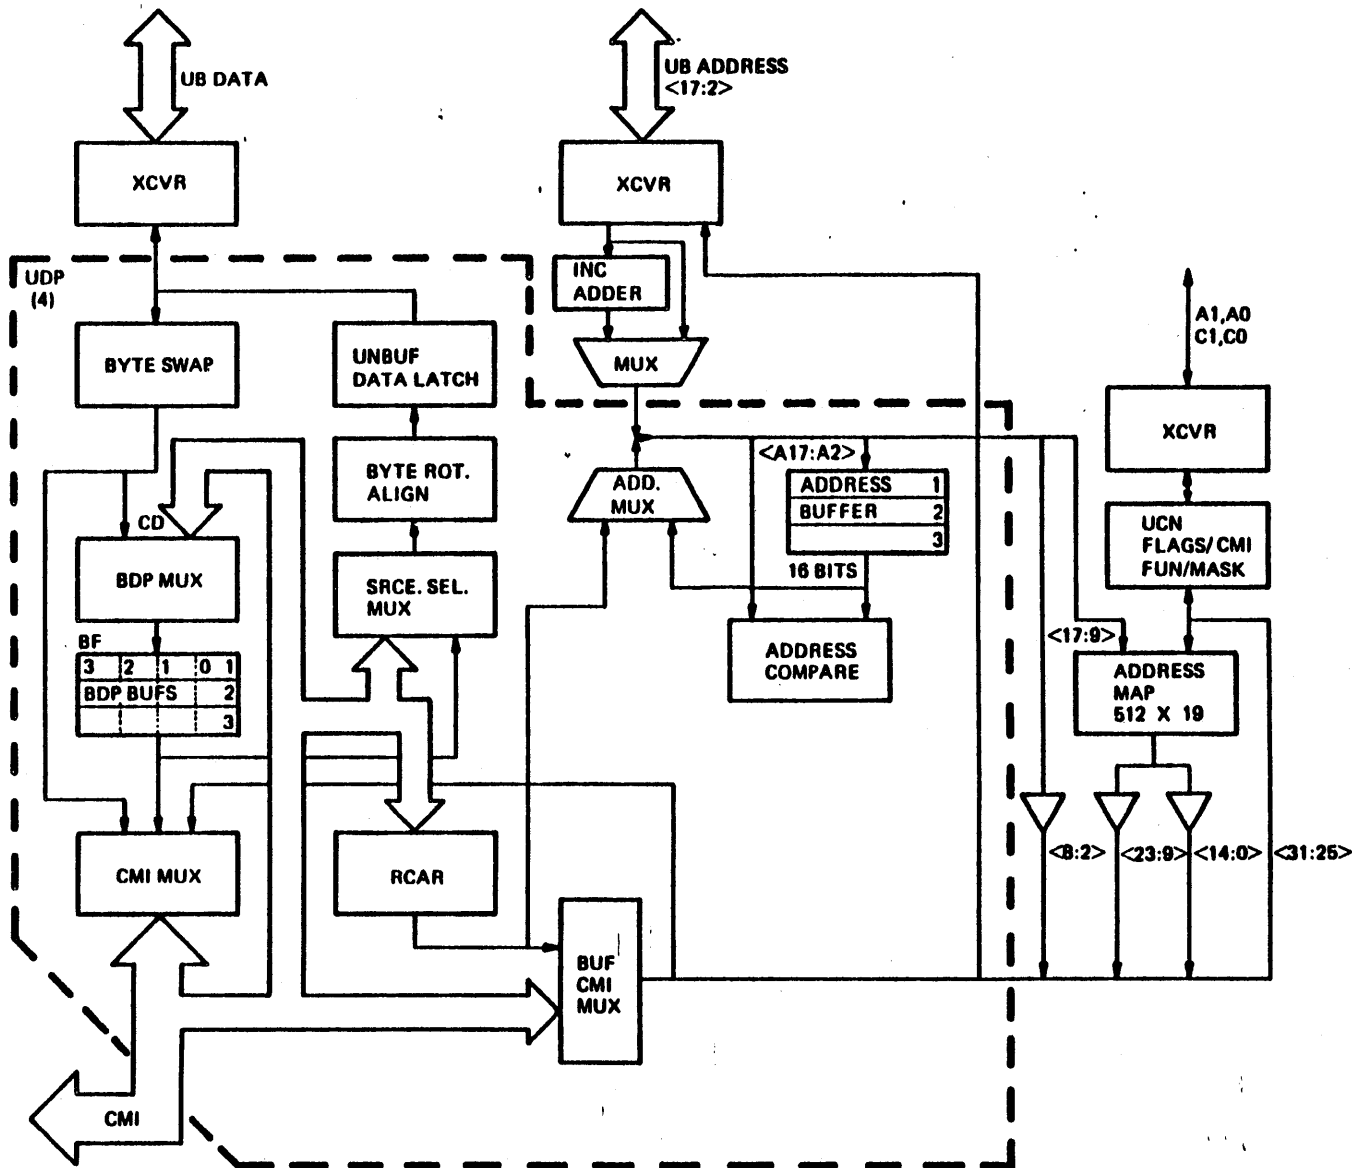 UB DATA
UB ADDRESS
<17:2>
XCVR
XCVR
UDP
(4)
INC
ADDER
A1,A0
C1,C0
BYTE SWAP
UNBUF
DATA LATCH
MUX
XCVR
BYTE ROT.
ALIGN
<A17:A2>
ADD.
MUX
ADDRESS 1
BUFFER 2
3
CD
UCN
FLAGS/CMI
FUN/MASK
BDP MUX
SRCE. SEL.
MUX
16 BITS
BF
3 2 1 0 1
BDP BUFS 2
3
ADDRESS
COMPARE
<17:9>
ADDRESS
MAP
512 X 19
<8:2>
<23:9>
<14:0>
<31:25>
CMI MUX
RCAR
BUF
CMI
MUX
CMI